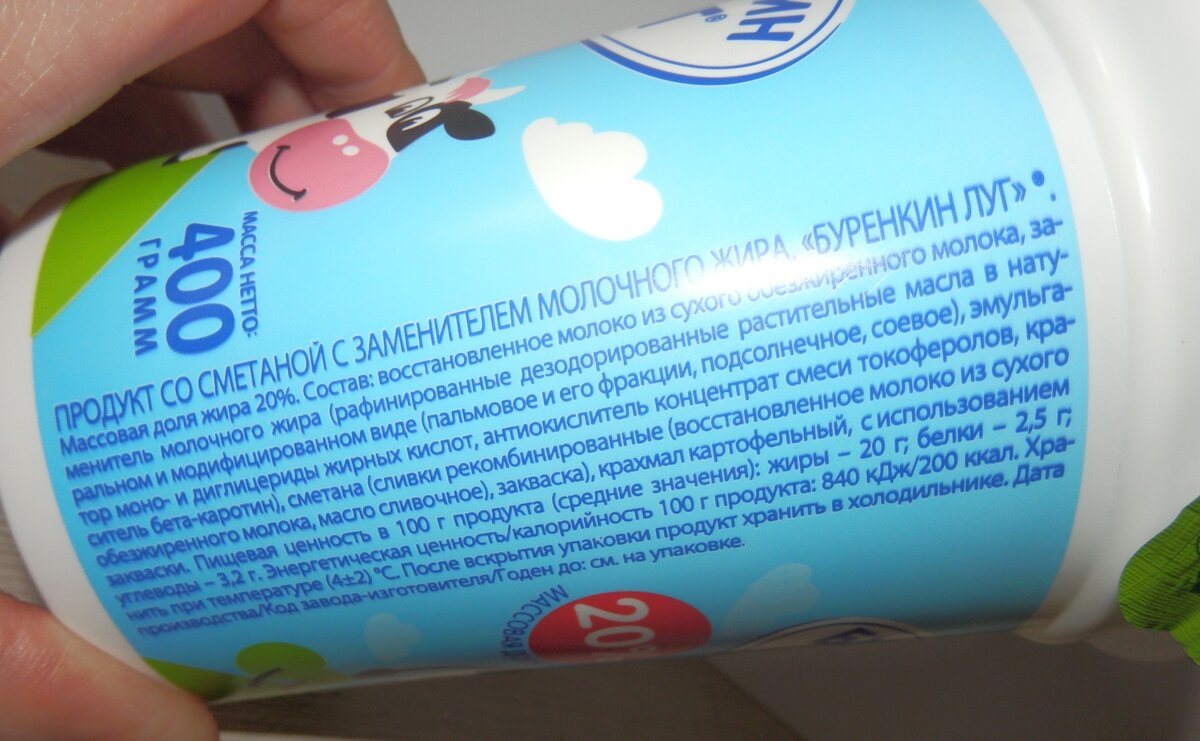 ИН
®
МАССА НЕТТО:
400
ГРАММ
ПРОДУКТ СО СМЕТАНОЙ С ЗАМЕНИТЕЛЕМ МОЛОЧНОГО ЖИРА, «БУРЕНКИН ЛУГ» •.
Массовая доля жира 20%. Состав: восстановленное молоко из сухого обезжиренного молока, за-
менитель молочного жира (рафинированные дезодорированные растительные масла в нату-
ральном и модифицированном виде (пальмовое и его фракции, подсолнечное, соевое), эмульга-
тор моно- и диглицериды жирных кислот, антиокислитель концентрат смеси токоферолов, кра-
ситель бета-каротин), сметана (сливки рекомбинированные (восстановленное молоко из сухого
обезжиренного молока, масло сливочное), закваска), крахмал картофельный, с использованием
закваски. Пищевая ценность в 100 г продукта (средние значения): жиры – 20 г; белки – 2,5 г;
углеводы – 3,2 г. Энергетическая ценность/калорийность 100 г продукта: 840 кДж/200 ккал. Хра-
нить при температуре (4±2) °С. После вскрытия упаковки продукт хранить в холодильнике. Дата
производства/Код завода-изготовителя/Годен до: см. на упаковке.
МАССОВАЯ
20%